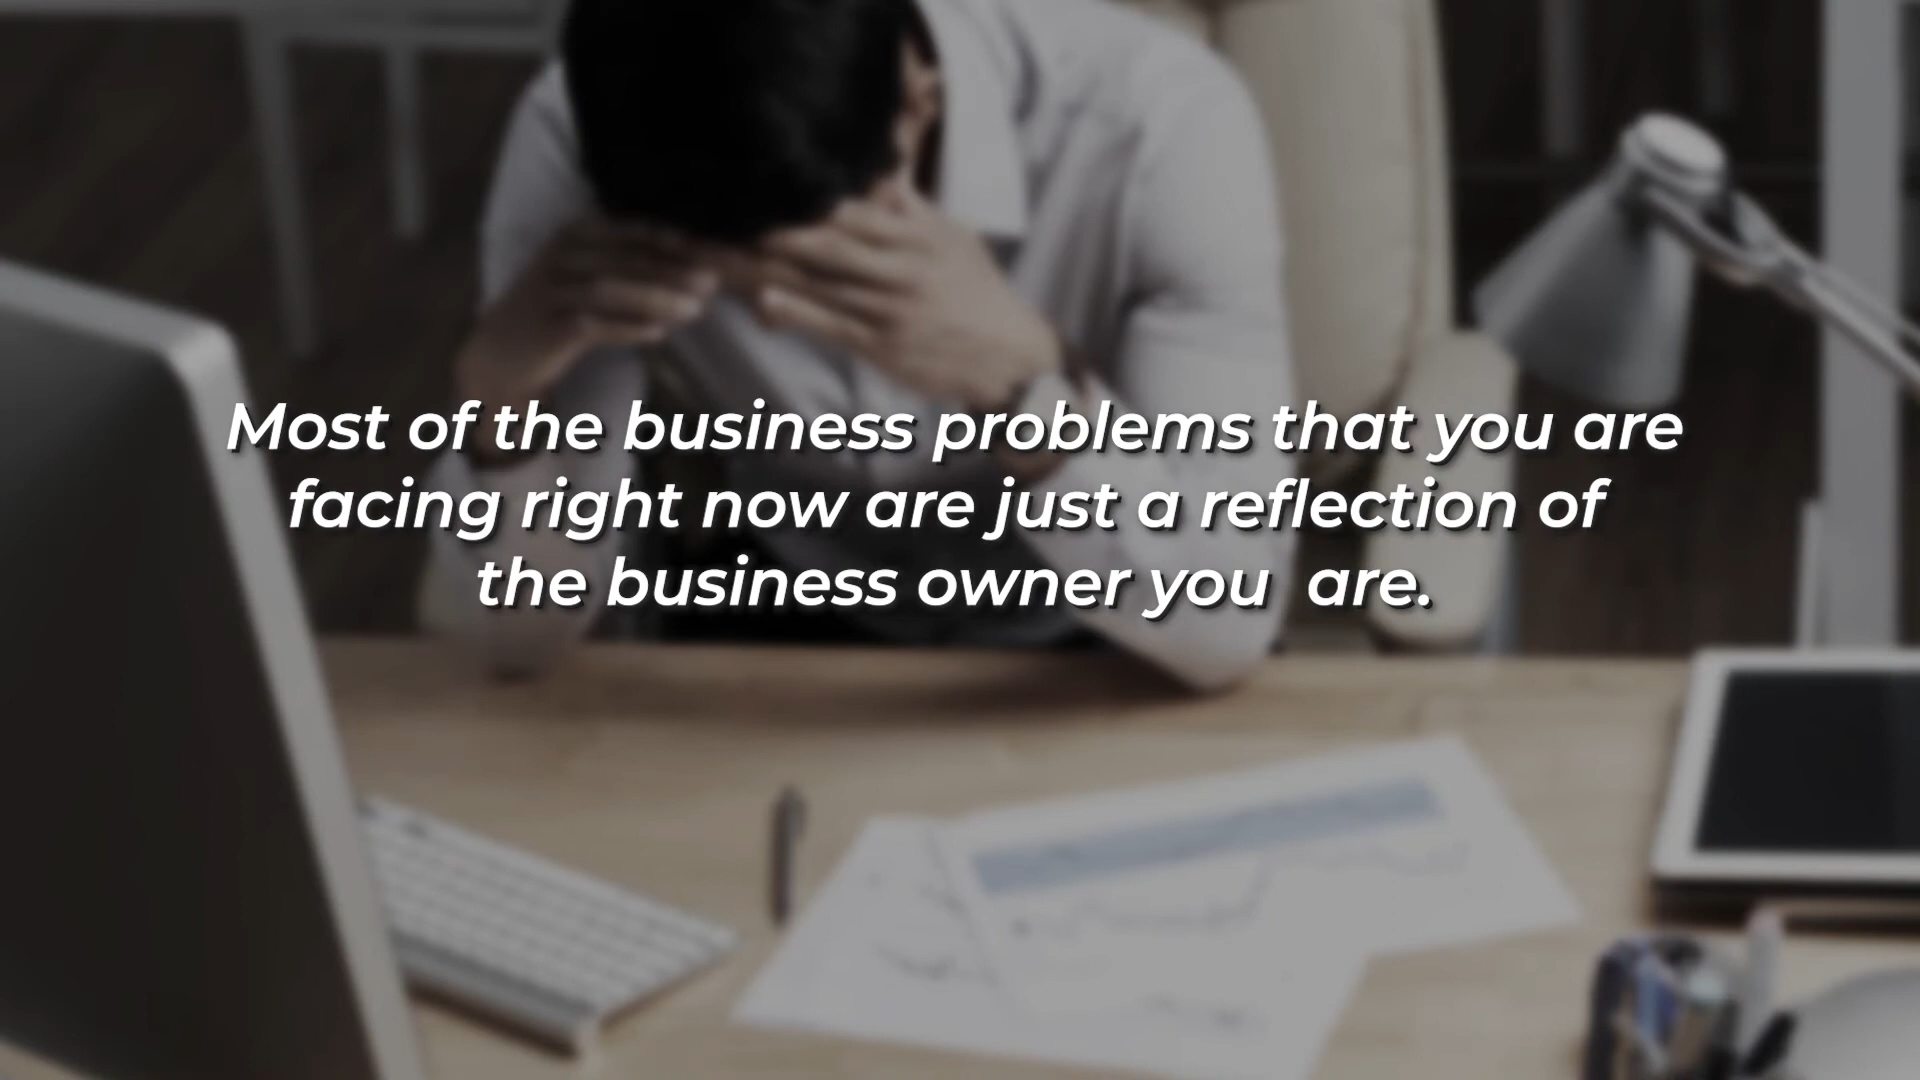 Most of the business problems that you are
facing right now are just a reflection of
the business owner you  are.